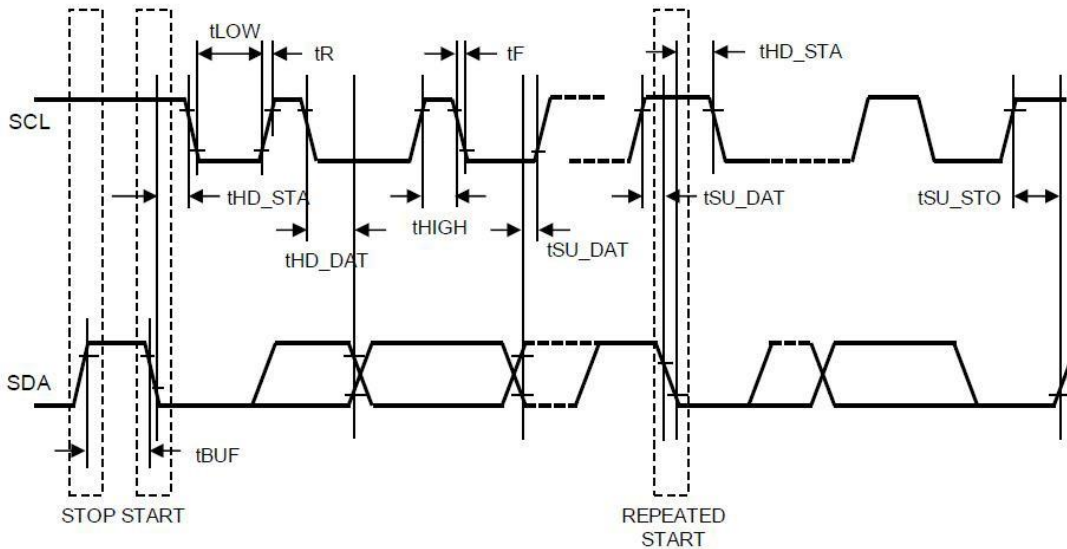 tLOW
tR
tF
tHD_STA
SCL
tHD_STA
tHIGH
tSU_DAT
tSU_STO
tHD_DAT
tSU_DAT
SDA
tBUF
STOP START
REPEATED
START